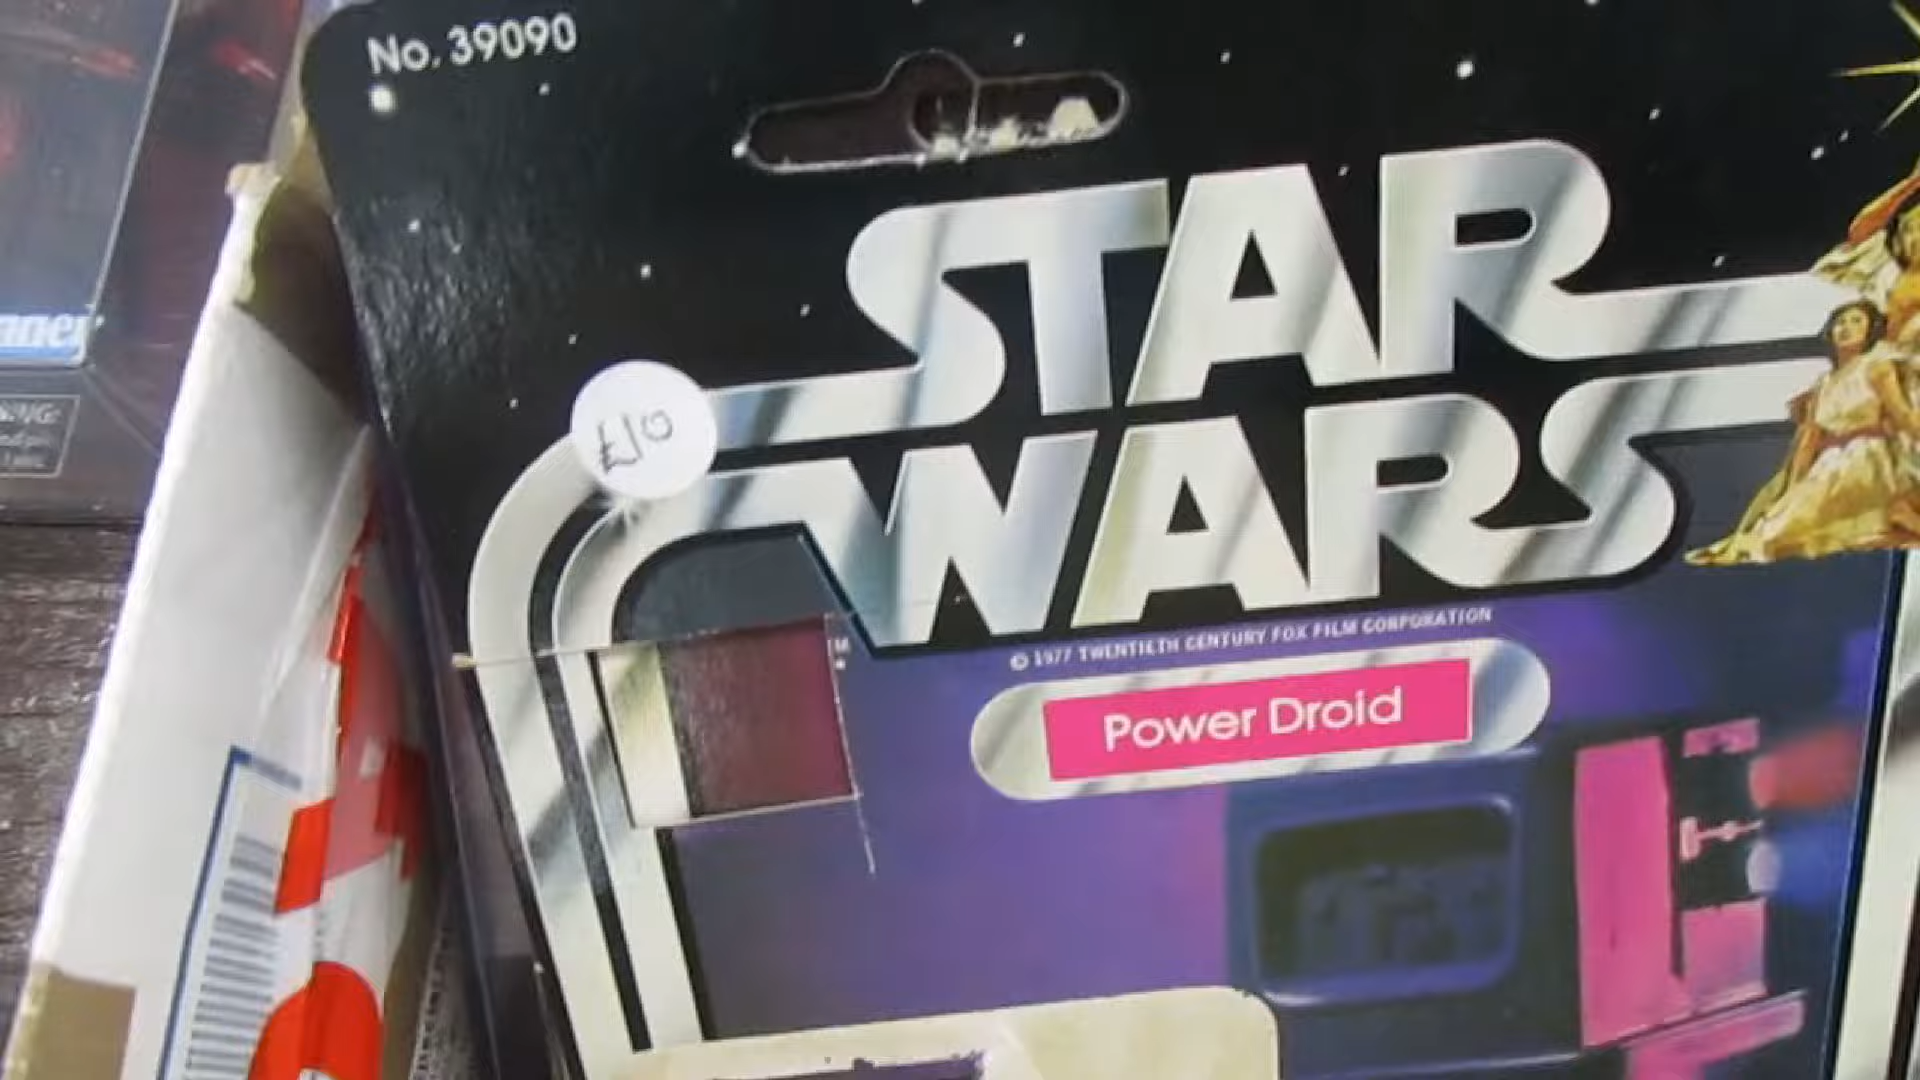 No. 39090
STAR
WARS
£10
© 1977 TWENTIETH CENTURY FOX FILM CORPORATION
Power Droid